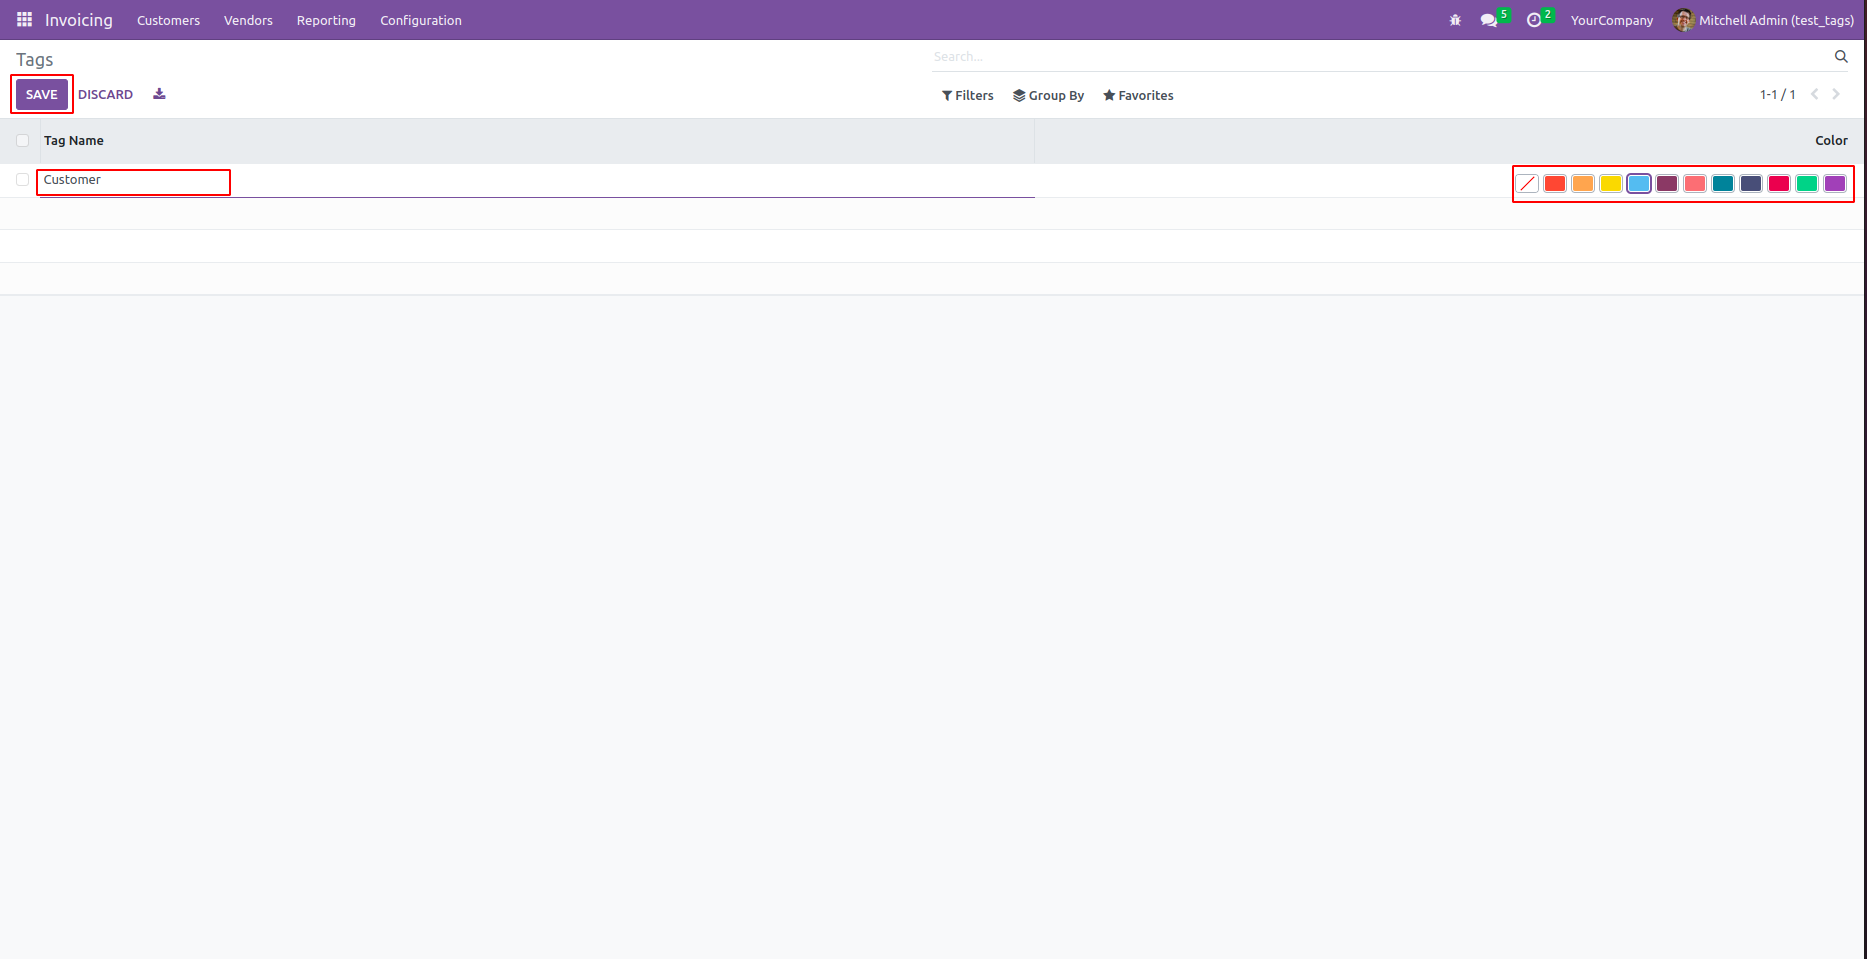 Invoicing Customers Vendors Reporting Configuration 5 2 YourCompany Mitchell Admin (test_tags)
Tags
Search...
SAVE DISCARD
Filters Group By Favorites 1-1 / 1
Tag Name Color
Customer